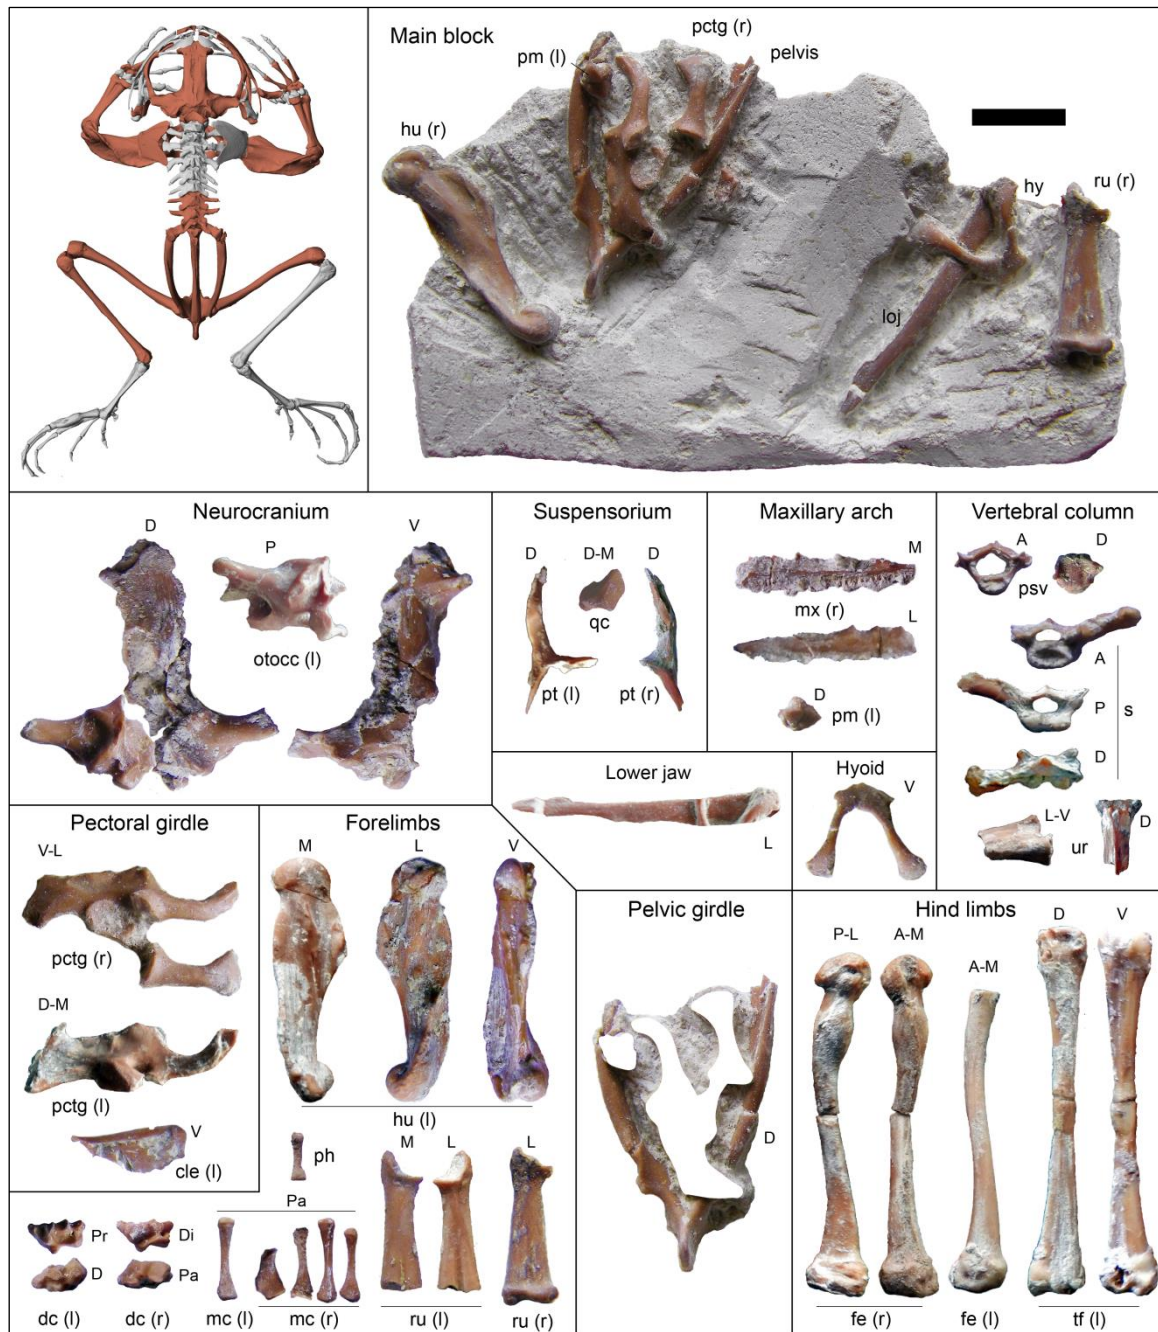 Main block
pctg (r)
pm (l)
pelvis
hu (r)
hy
ru (r)
loj
Neurocranium
D
V
P
otocc (l)
Suspensorium
D
D-M
D
qc
pt (l)
pt (r)
Maxillary arch
M
mx (r)
L
D
pm (l)
Vertebral column
A
D
psv
A
P
s
D
L-V
D
ur
Lower jaw
L
Hyoid
V
Pectoral girdle
V-L
pctg (r)
D-M
pctg (l)
V
cle (l)
Forelimbs
M
L
V
hu (l)
ph
M
L
L
Pa
Pr
Di
D
Pa
dc (l)
dc (r)
mc (l)
mc (r)
ru (l)
ru (r)
Pelvic girdle
D
Hind limbs
P-L
A-M
A-M
D
V
fe (r)
fe (l)
tf (l)